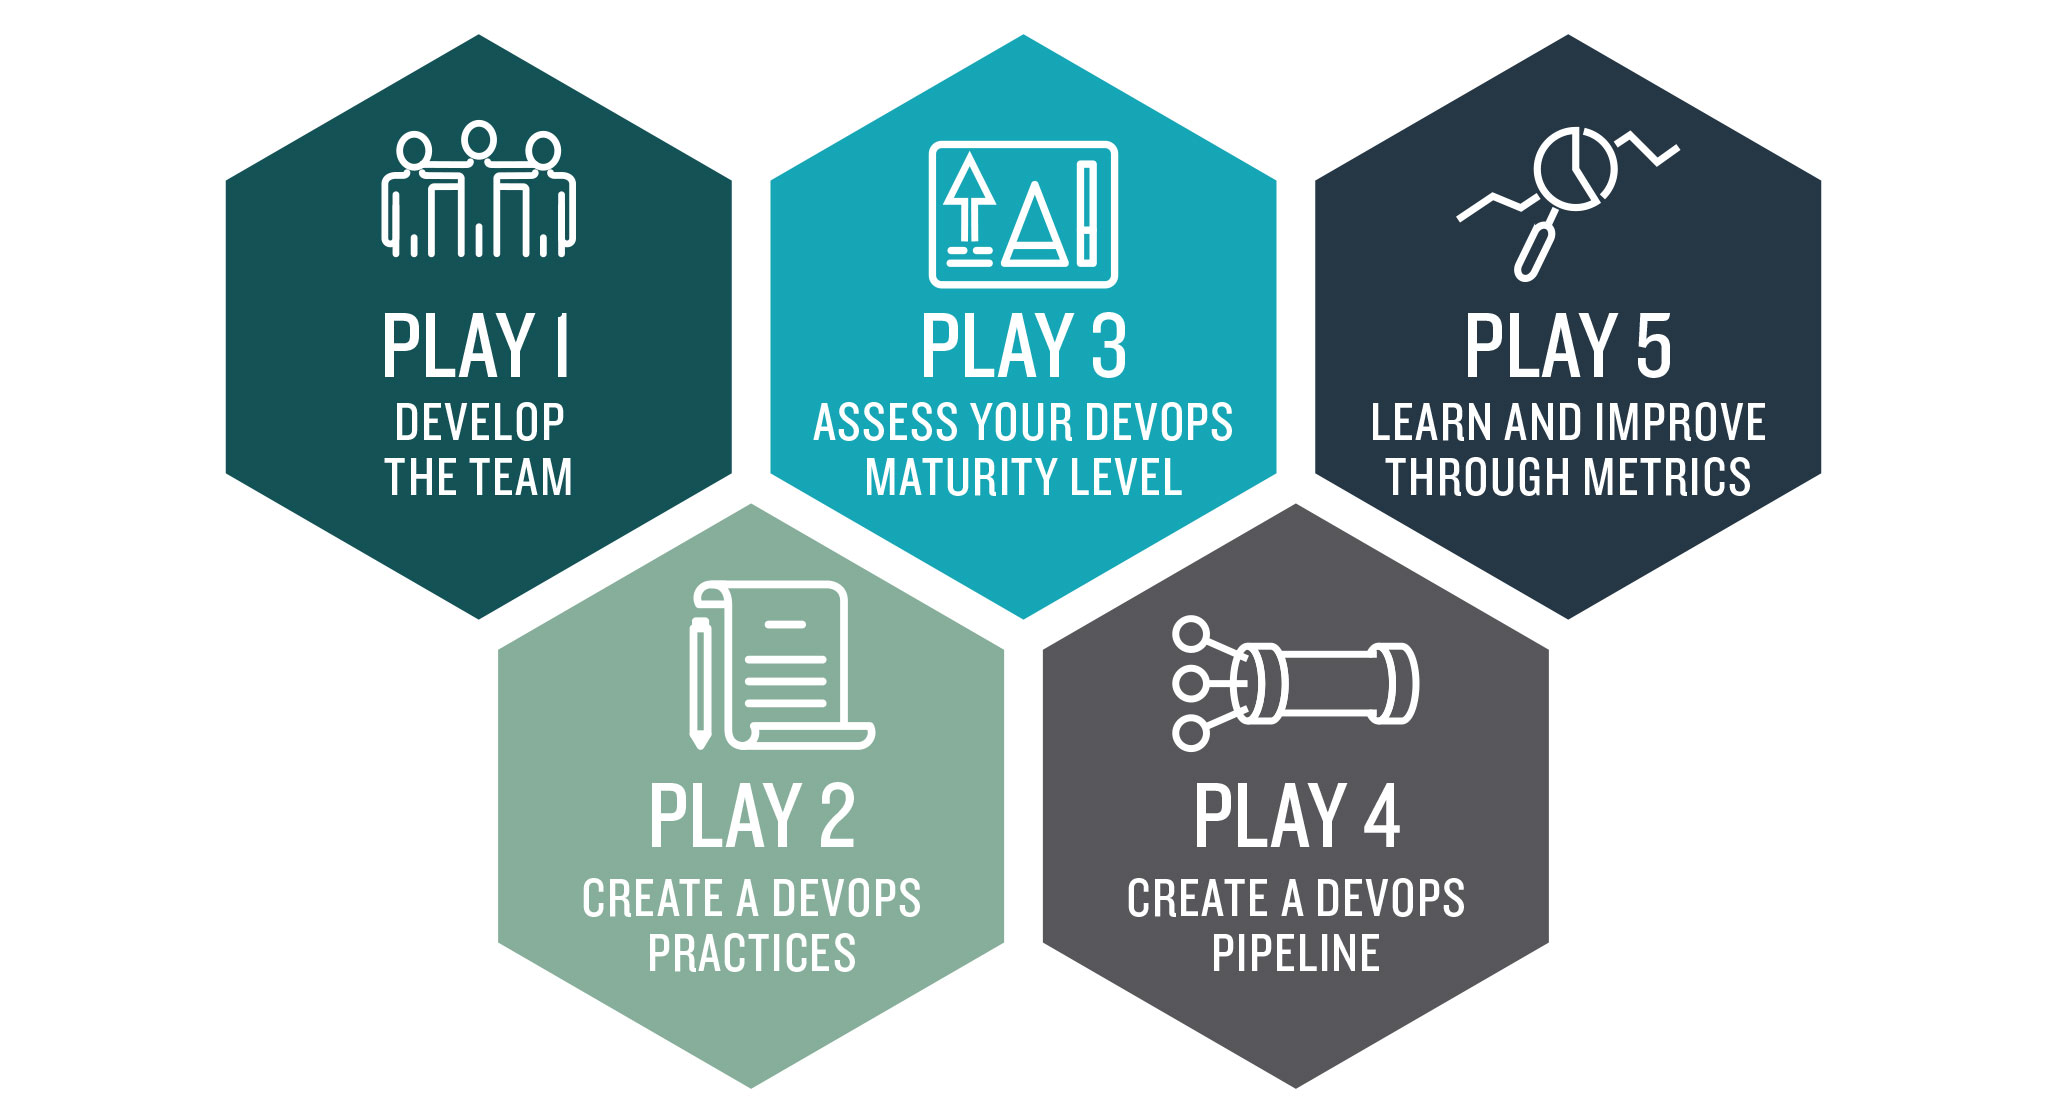 PLAY 1
DEVELOP
THE TEAM
PLAY 2
CREATE A DEVOPS
PRACTICES
PLAY 3
ASSESS YOUR DEVOPS
MATURITY LEVEL
PLAY 4
CREATE A DEVOPS
PIPELINE
PLAY 5
LEARN AND IMPROVE
THROUGH METRICS